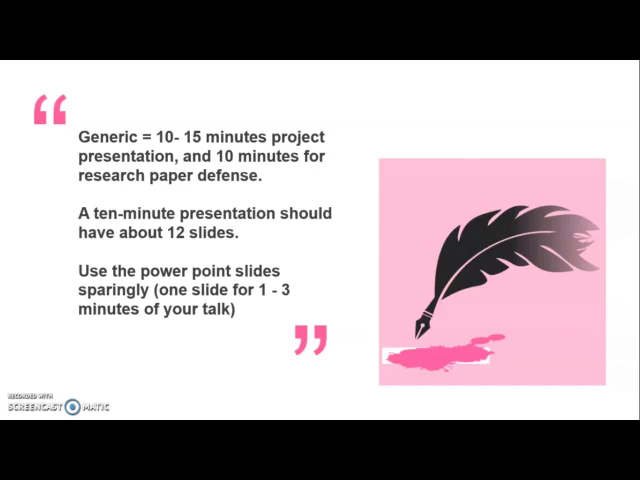 “
Generic = 10- 15 minutes project
presentation, and 10 minutes for
research paper defense.
A ten-minute presentation should
have about 12 slides.
Use the power point slides
sparingly (one slide for 1 - 3
minutes of your talk)
”
RECORDED WITH
SCREENCAST MATIC